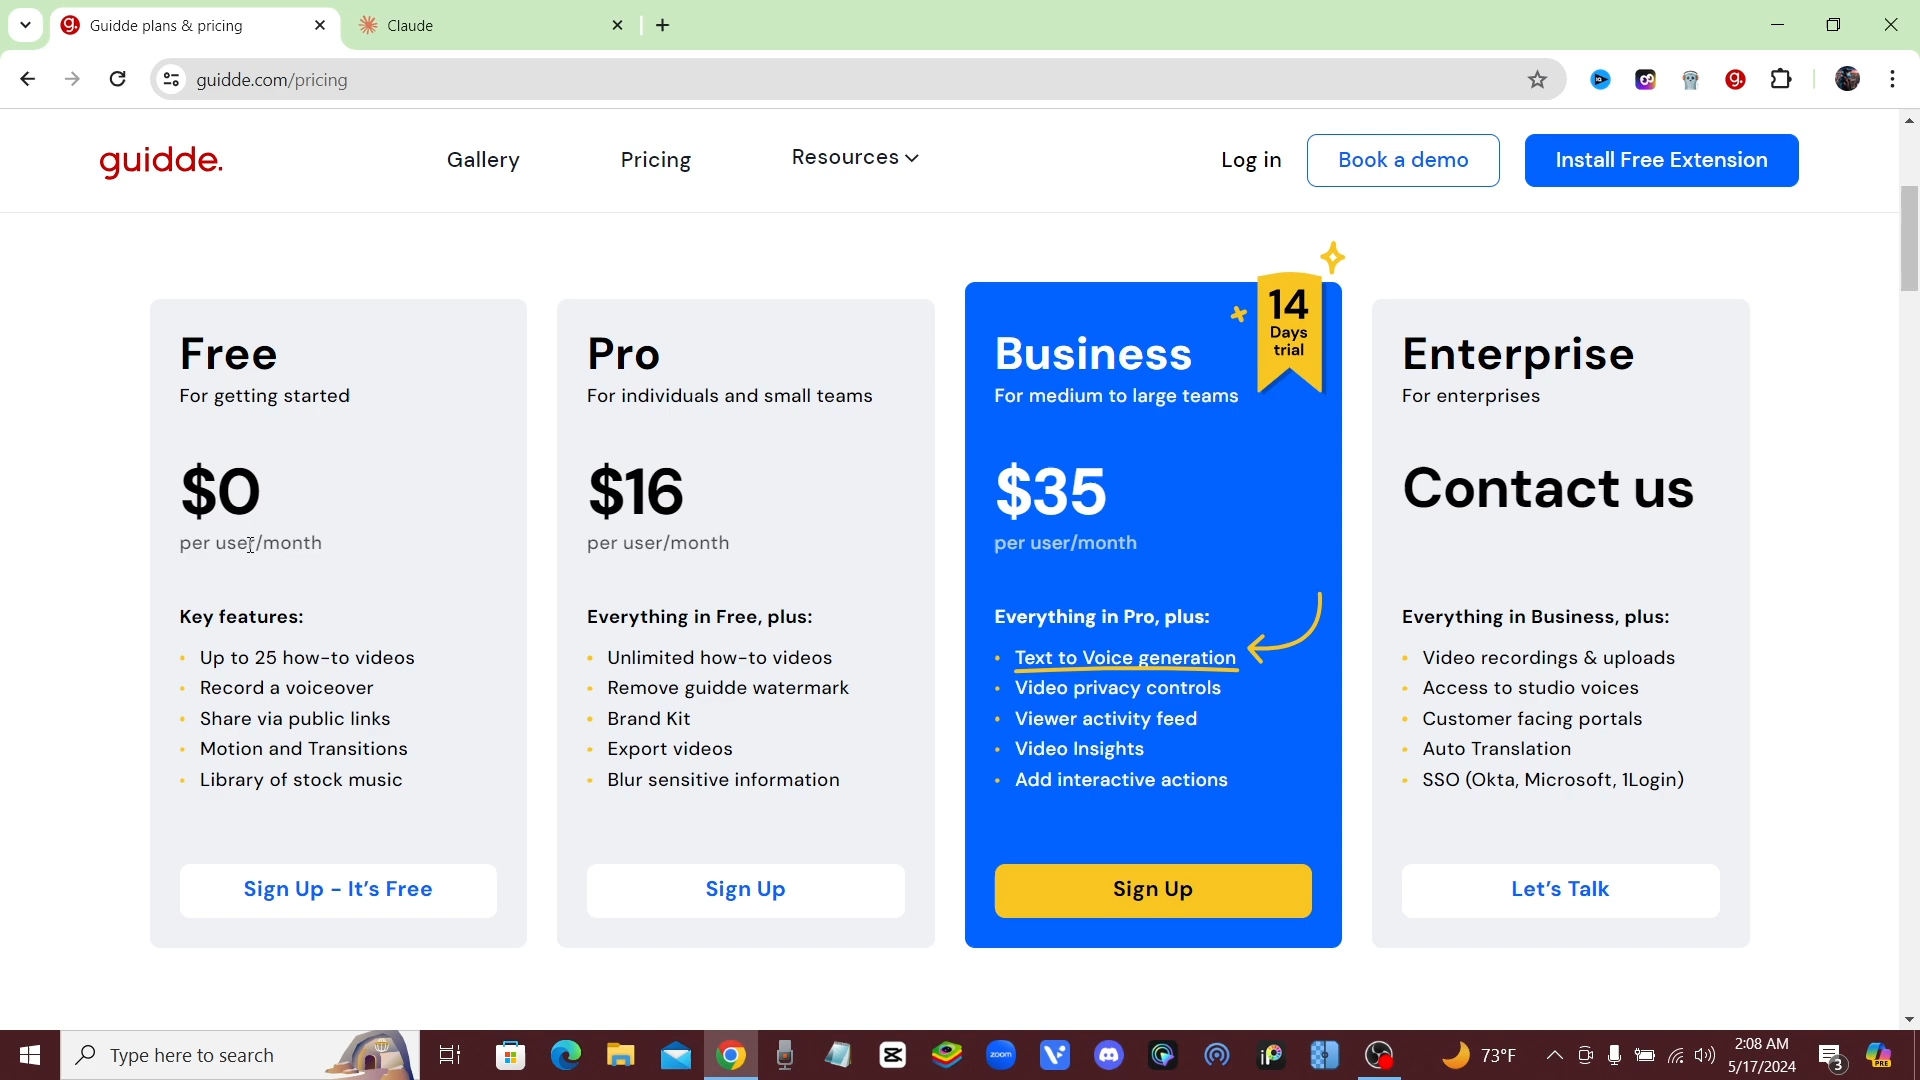 Guidde plans & pricing
Claude
guidde.com/pricing
guidde.
Gallery
Pricing
Resources
Log in
Book a demo
Install Free Extension
Free
For getting started
$0
per user/month
Key features:
• Up to 25 how-to videos
• Record a voiceover
• Share via public links
• Motion and Transitions
• Library of stock music
Sign Up - It's Free
Pro
For individuals and small teams
$16
per user/month
Everything in Free, plus:
• Unlimited how-to videos
• Remove guidde watermark
• Brand Kit
• Export videos
• Blur sensitive information
Sign Up
14
Days
trial
Business
For medium to large teams
$35
per user/month
Everything in Pro, plus:
• Text to Voice generation
• Video privacy controls
• Viewer activity feed
• Video Insights
• Add interactive actions
Sign Up
Enterprise
For enterprises
Contact us
Everything in Business, plus:
• Video recordings & uploads
• Access to studio voices
• Customer facing portals
• Auto Translation
• SSO (Okta, Microsoft, 1Login)
Let's Talk
Type here to search
zoom
73°F
2:08 AM
5/17/2024
3
PRE